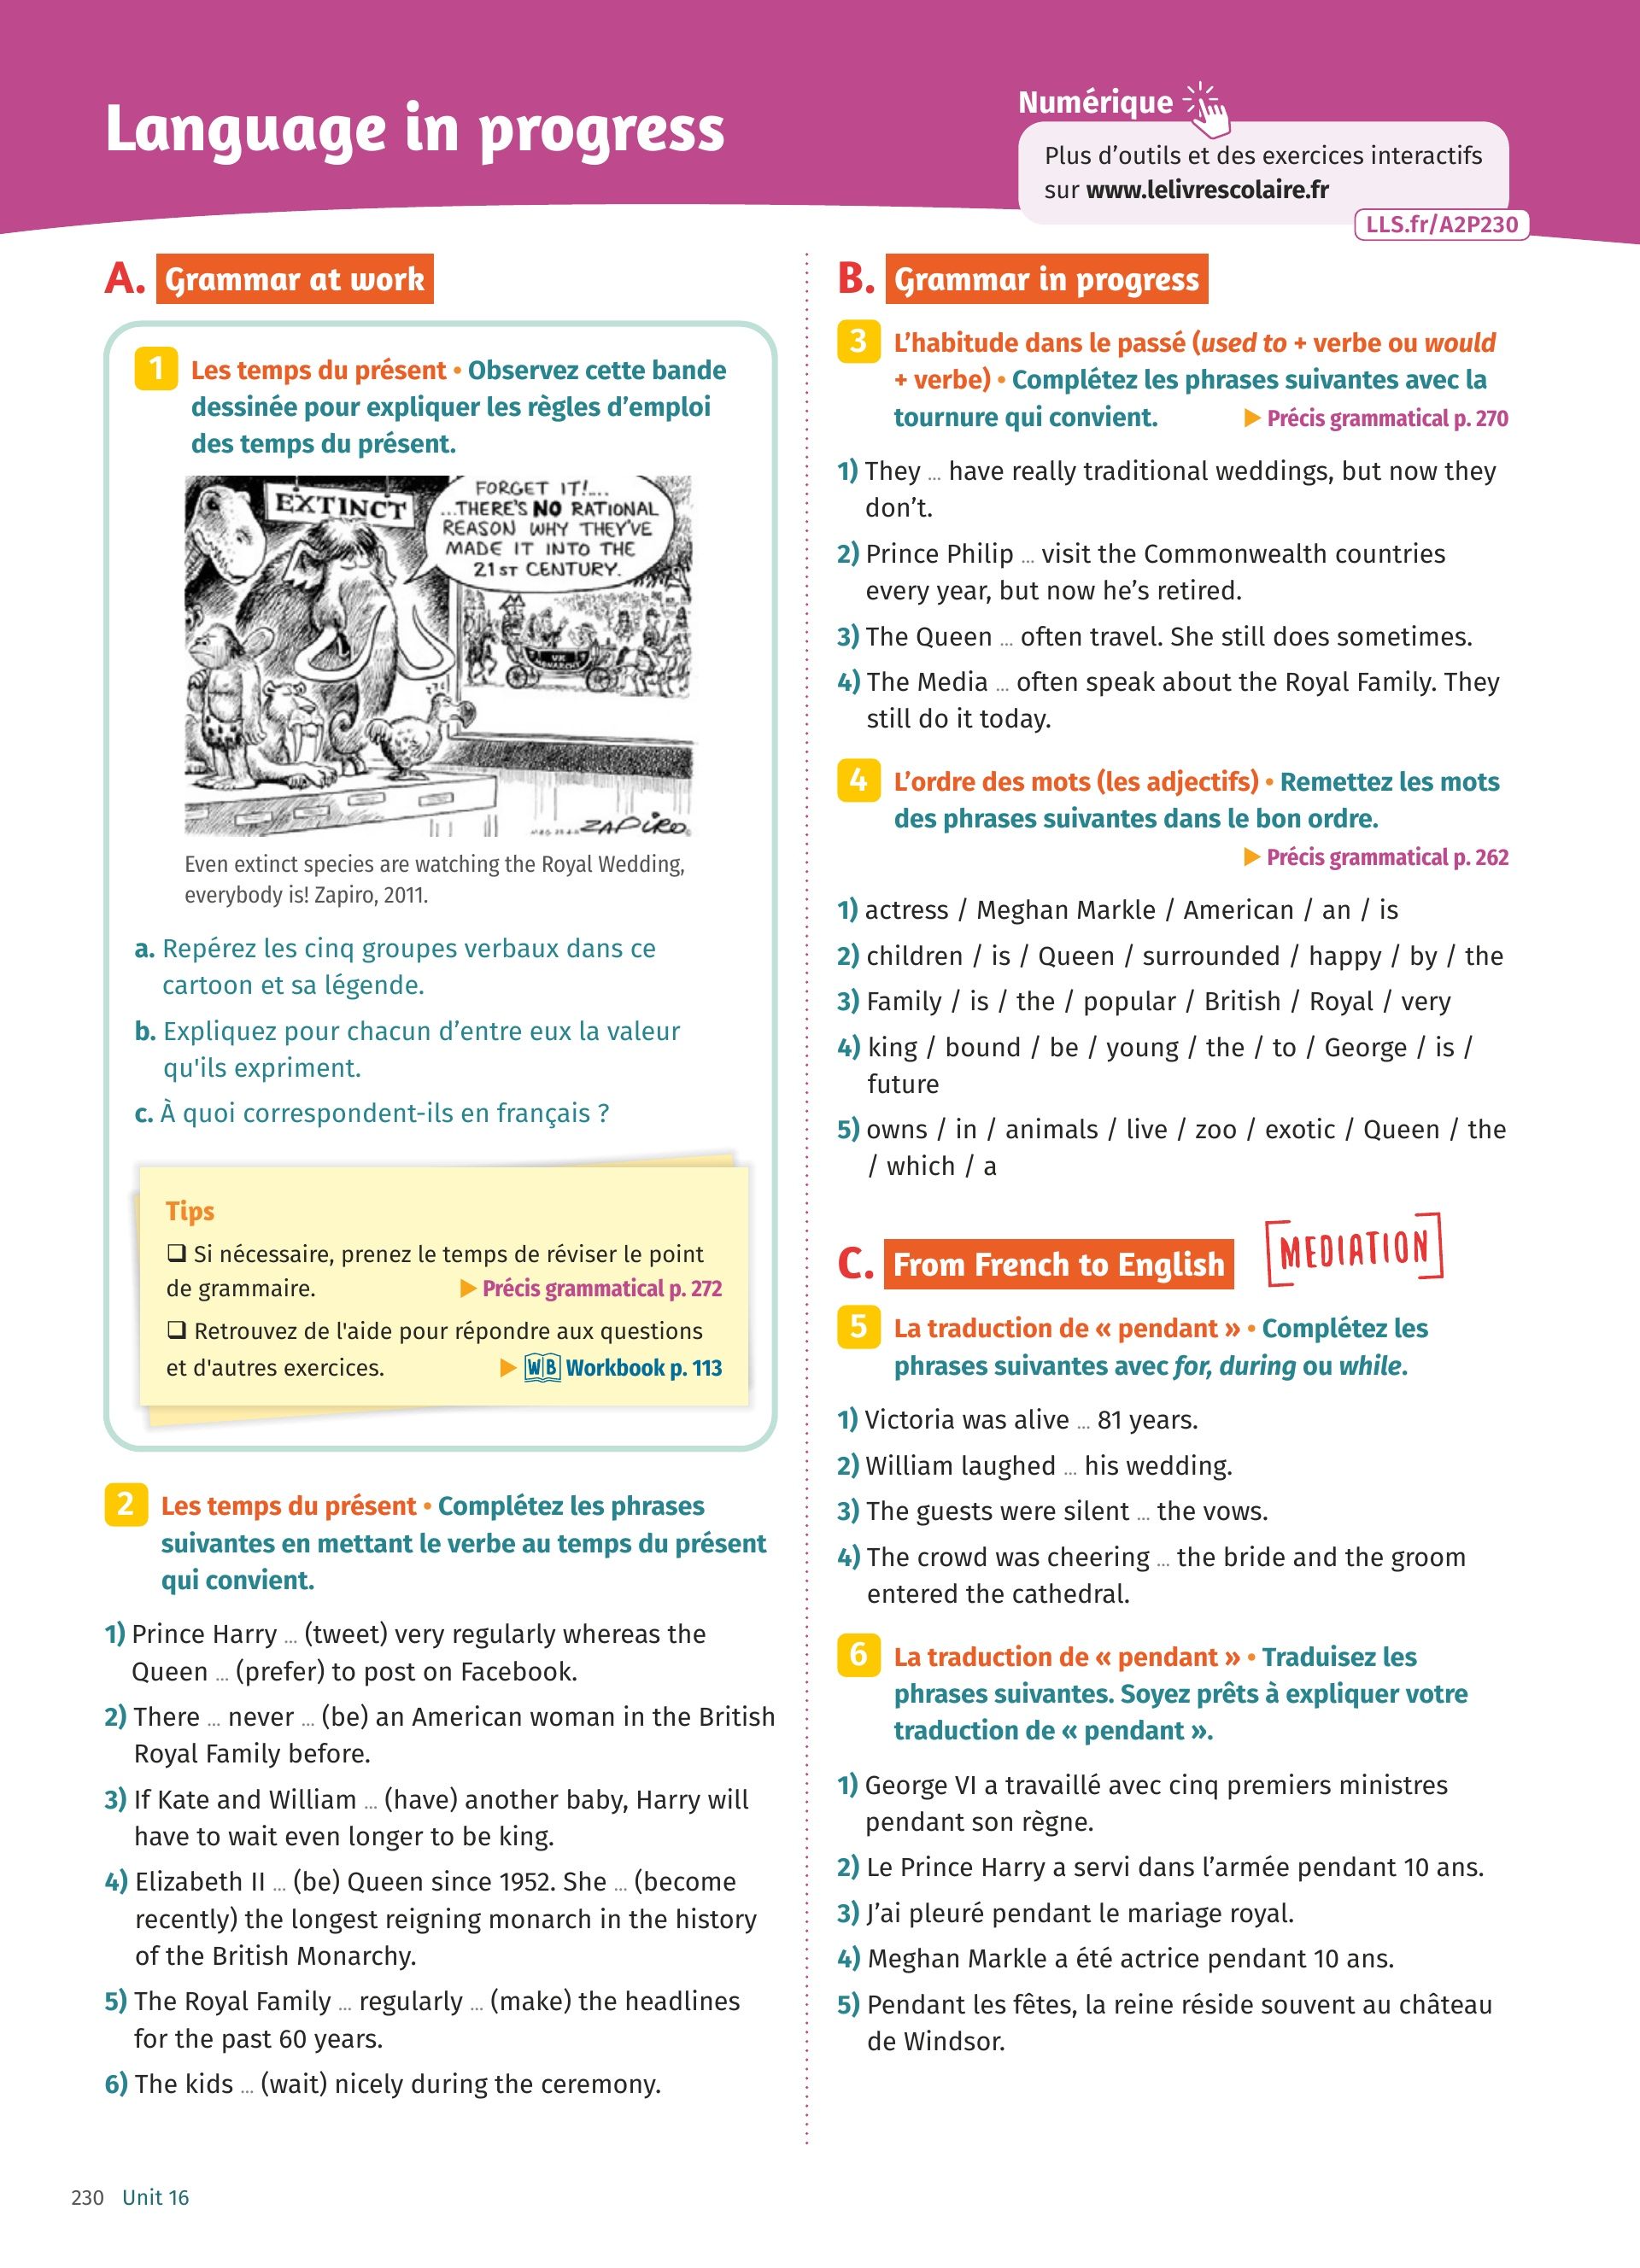 Language in progress
Numérique
Plus d’outils et des exercices interactifs
sur www.lelivrescolaire.fr
LLS.fr/A2P230
A. Grammar at work
1 Les temps du présent • Observez cette bande
dessinée pour expliquer les règles d’emploi
des temps du présent.
EXTINCT
FORGET IT!....
...THERE'S NO RATIONAL
REASON WHY THEY'VE
MADE IT INTO THE
21ST CENTURY.
UK
MONARCHY
ZAPIRO
Even extinct species are watching the Royal Wedding,
everybody is! Zapiro, 2011.
a. Repérez les cinq groupes verbaux dans ce
cartoon et sa légende.
b. Expliquez pour chacun d’entre eux la valeur
qu'ils expriment.
c. À quoi correspondent-ils en français ?
Tips
❑ Si nécessaire, prenez le temps de réviser le point
de grammaire. ▶ Précis grammatical p. 272
❑ Retrouvez de l'aide pour répondre aux questions
et d'autres exercices. ▶ WB Workbook p. 113
2 Les temps du présent • Complétez les phrases
suivantes en mettant le verbe au temps du présent
qui convient.
1) Prince Harry ... (tweet) very regularly whereas the
Queen ... (prefer) to post on Facebook.
2) There ... never ... (be) an American woman in the British
Royal Family before.
3) If Kate and William ... (have) another baby, Harry will
have to wait even longer to be king.
4) Elizabeth II ... (be) Queen since 1952. She ... (become
recently) the longest reigning monarch in the history
of the British Monarchy.
5) The Royal Family ... regularly ... (make) the headlines
for the past 60 years.
6) The kids ... (wait) nicely during the ceremony.
B. Grammar in progress
3 L’habitude dans le passé (used to + verbe ou would
+ verbe) • Complétez les phrases suivantes avec la
tournure qui convient. ▶ Précis grammatical p. 270
1) They ... have really traditional weddings, but now they
don’t.
2) Prince Philip ... visit the Commonwealth countries
every year, but now he’s retired.
3) The Queen ... often travel. She still does sometimes.
4) The Media ... often speak about the Royal Family. They
still do it today.
4 L’ordre des mots (les adjectifs) • Remettez les mots
des phrases suivantes dans le bon ordre.
▶ Précis grammatical p. 262
1) actress / Meghan Markle / American / an / is
2) children / is / Queen / surrounded / happy / by / the
3) Family / is / the / popular / British / Royal / very
4) king / bound / be / young / the / to / George / is /
future
5) owns / in / animals / live / zoo / exotic / Queen / the
/ which / a
C. From French to English
MEDIATION
5 La traduction de « pendant » • Complétez les
phrases suivantes avec for, during ou while.
1) Victoria was alive ... 81 years.
2) William laughed ... his wedding.
3) The guests were silent ... the vows.
4) The crowd was cheering ... the bride and the groom
entered the cathedral.
6 La traduction de « pendant » • Traduisez les
phrases suivantes. Soyez prêts à expliquer votre
traduction de « pendant ».
1) George VI a travaillé avec cinq premiers ministres
pendant son règne.
2) Le Prince Harry a servi dans l’armée pendant 10 ans.
3) J’ai pleuré pendant le mariage royal.
4) Meghan Markle a été actrice pendant 10 ans.
5) Pendant les fêtes, la reine réside souvent au château
de Windsor.
230 Unit 16